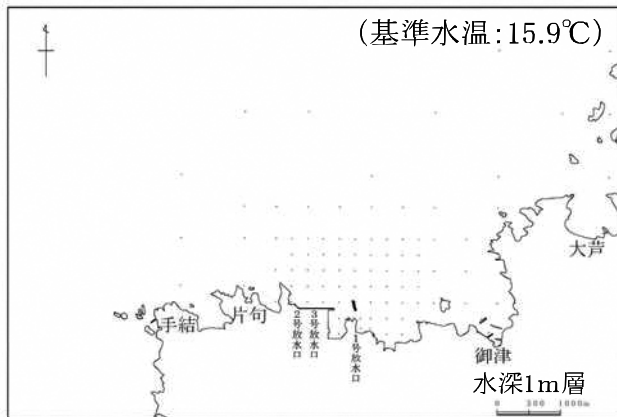 (基準水温:15.9℃)
大芦
手結
片句
2号放水口
3号放水口
1号放水口
御津
水深1m層
0 500 1000m